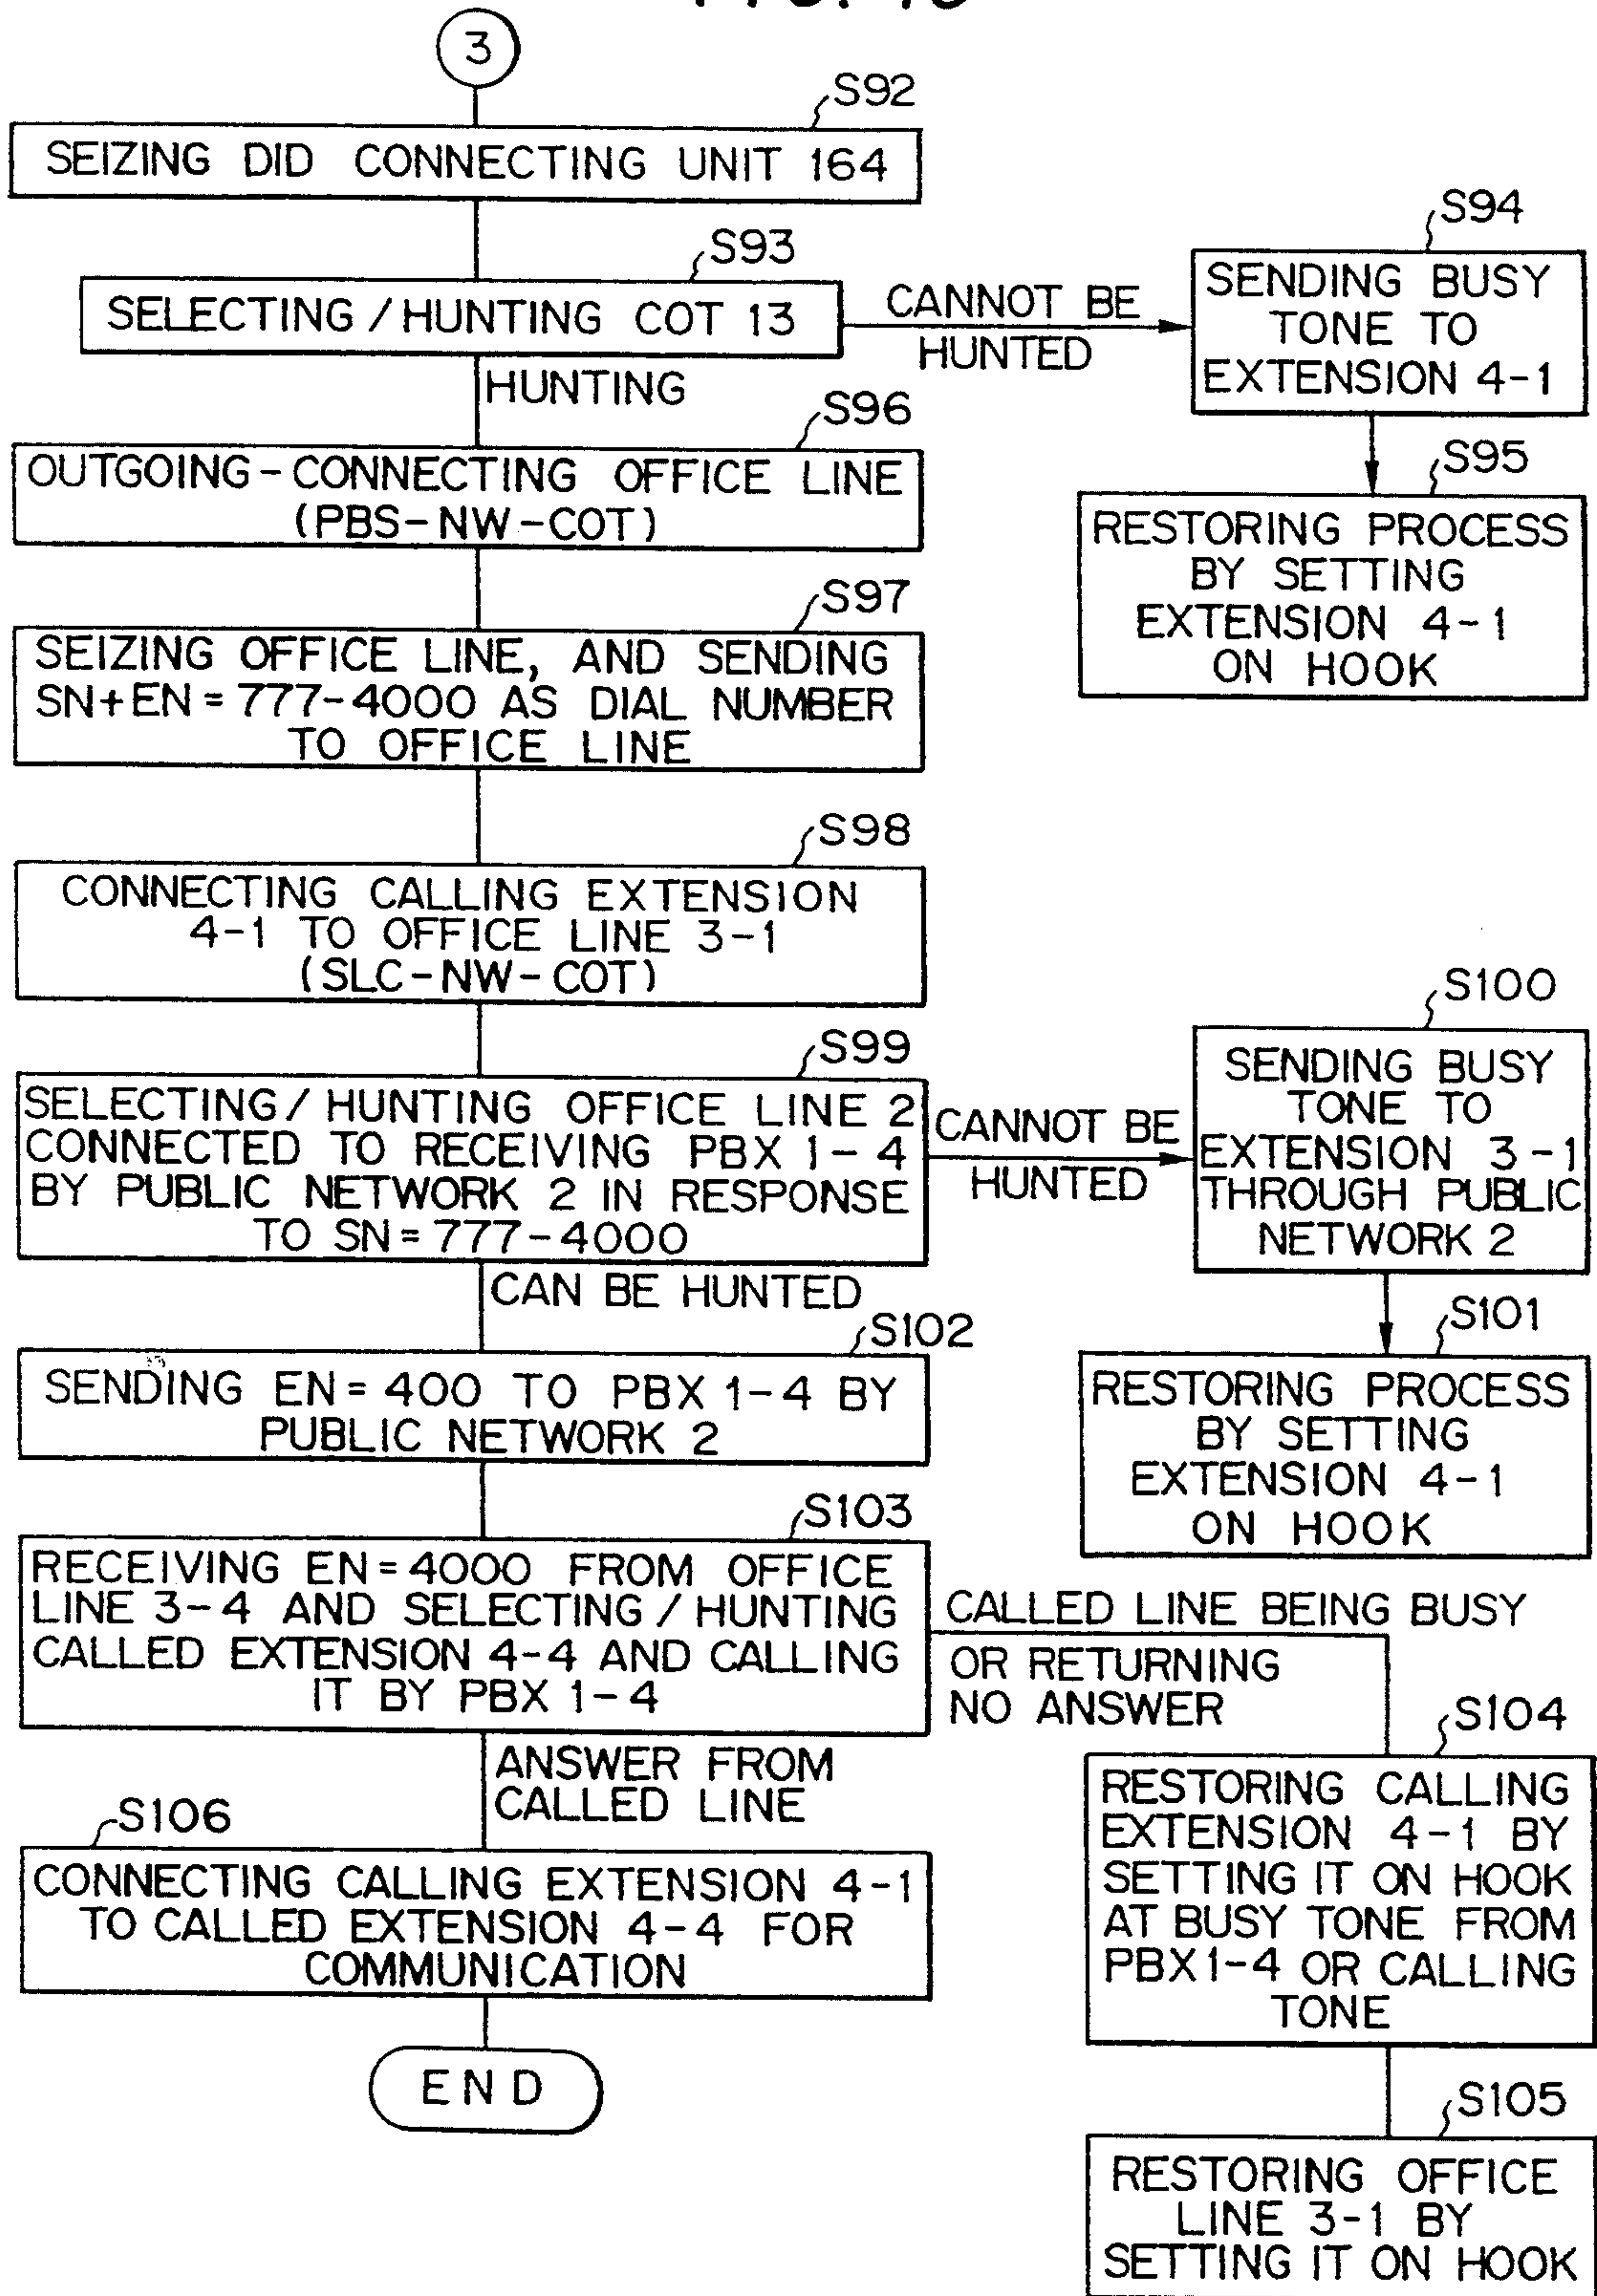 3
S92
SEIZING DID CONNECTING UNIT 164
S93
SELECTING / HUNTING COT 13
CANNOT BE
HUNTED
S94
SENDING BUSY
TONE TO
EXTENSION 4-1
S95
RESTORING PROCESS
BY SETTING
EXTENSION 4-1
ON HOOK
HUNTING
S96
OUTGOING-CONNECTING OFFICE LINE
(PBS-NW-COT)
S97
SEIZING OFFICE LINE, AND SENDING
SN+EN=777-4000 AS DIAL NUMBER
TO OFFICE LINE
S98
CONNECTING CALLING EXTENSION
4-1 TO OFFICE LINE 3-1
(SLC-NW-COT)
S99
SELECTING/ HUNTING OFFICE LINE 2
CONNECTED TO RECEIVING PBX 1-4
BY PUBLIC NETWORK 2 IN RESPONSE
TO SN=777-4000
CANNOT BE
HUNTED
S100
SENDING BUSY
TONE TO
EXTENSION 3-1
THROUGH PUBLIC
NETWORK 2
S101
RESTORING PROCESS
BY SETTING
EXTENSION 4-1
ON HOOK
CAN BE HUNTED
S102
SENDING EN=400 TO PBX 1-4 BY
PUBLIC NETWORK 2
S103
RECEIVING EN=4000 FROM OFFICE
LINE 3-4 AND SELECTING / HUNTING
CALLED EXTENSION 4-4 AND CALLING
IT BY PBX 1-4
CALLED LINE BEING BUSY
OR RETURNING
NO ANSWER
S104
RESTORING CALLING
EXTENSION 4-1 BY
SETTING IT ON HOOK
AT BUSY TONE FROM
PBX1-4 OR CALLING
TONE
S105
RESTORING OFFICE
LINE 3-1 BY
SETTING IT ON HOOK
ANSWER FROM
CALLED LINE
S106
CONNECTING CALLING EXTENSION 4-1
TO CALLED EXTENSION 4-4 FOR
COMMUNICATION
END